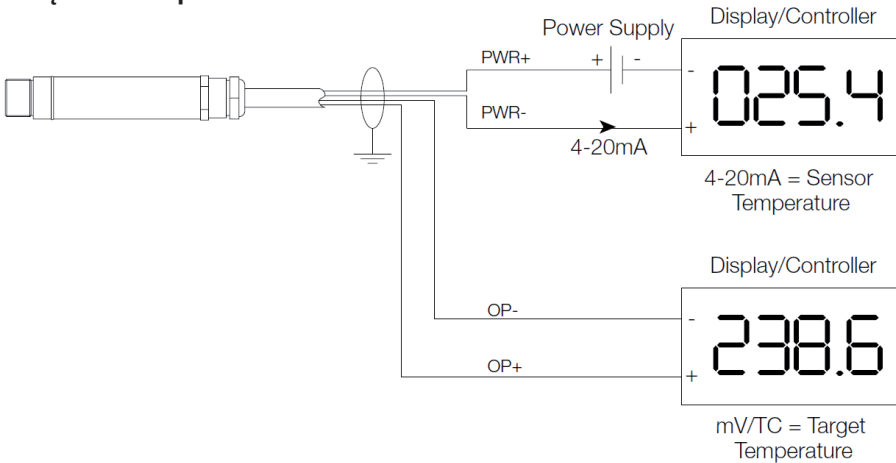 Power Supply
Display/Controller
PWR+
+
-
-
025.4
PWR-
+
4-20mA
4-20mA = Sensor
Temperature
Display/Controller
OP-
-
238.6
OP+
+
mV/TC = Target
Temperature